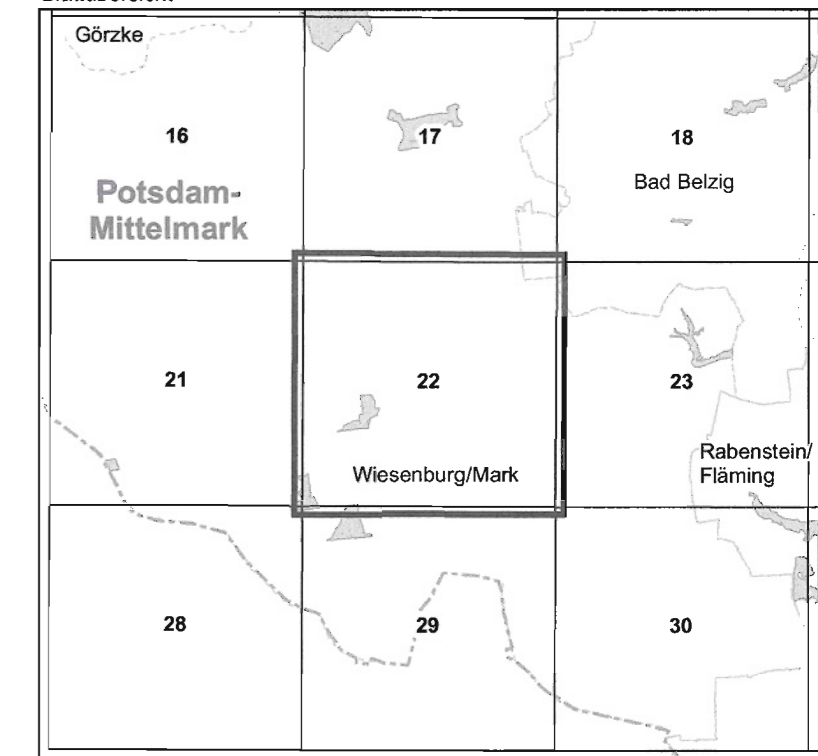 Görzke
16
17
18
Potsdam-
Mittelmark
Bad Belzig
21
22
23
Wiesenburg/Mark
Rabenstein/
Fläming
28
29
30